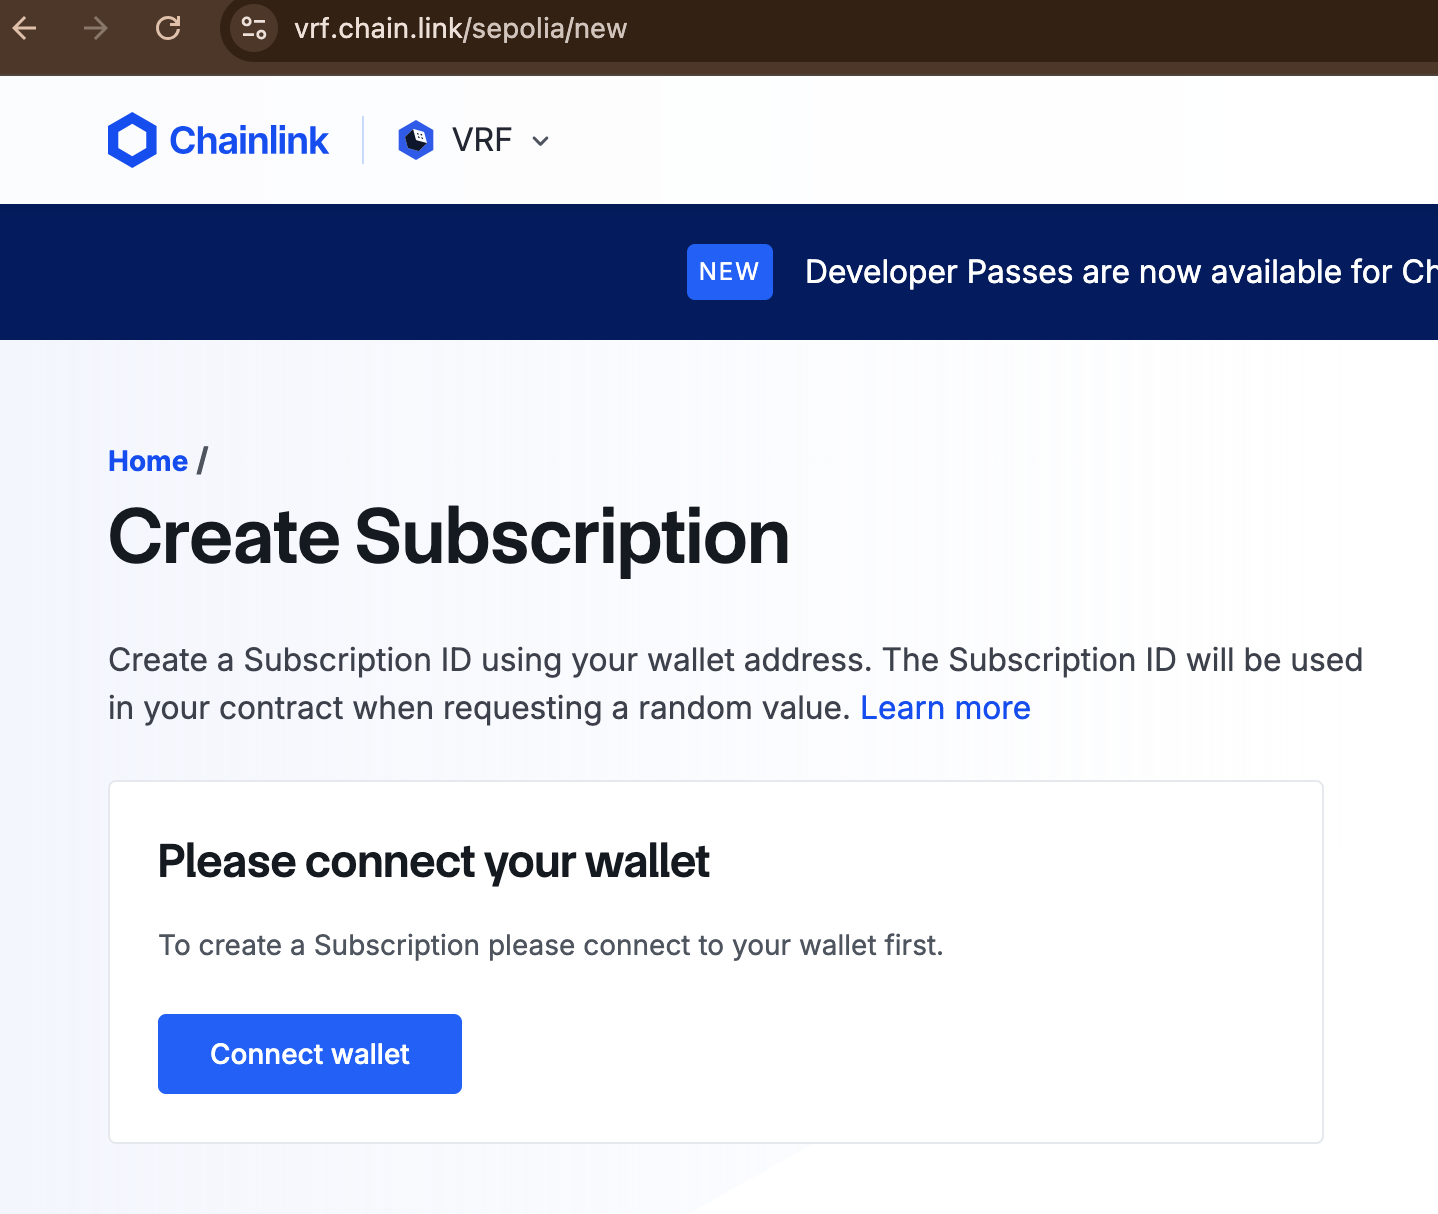 vrf.chain.link/sepolia/new
Chainlink
VRF
NEW
Developer Passes are now available for Ch
Home /
Create Subscription
Create a Subscription ID using your wallet address. The Subscription ID will be used
in your contract when requesting a random value. Learn more
Please connect your wallet
To create a Subscription please connect to your wallet first.
Connect wallet